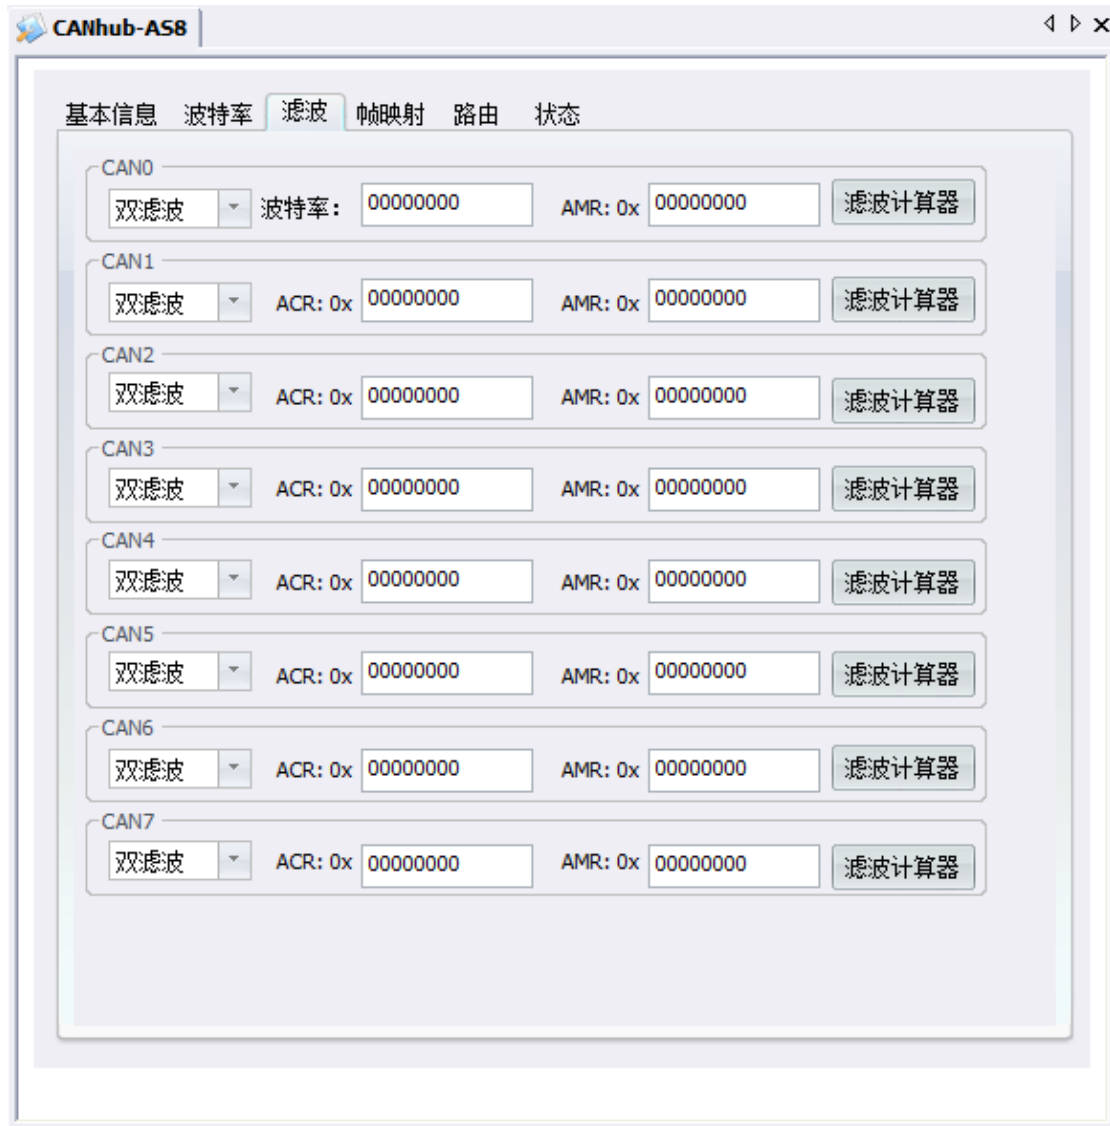 CANhub-AS8
基本信息 波特率 滤波 帧映射 路由 状态
CAN0
双滤波 波特率: 00000000 AMR: 0x 00000000 滤波计算器
CAN1
双滤波 ACR: 0x 00000000 AMR: 0x 00000000 滤波计算器
CAN2
双滤波 ACR: 0x 00000000 AMR: 0x 00000000 滤波计算器
CAN3
双滤波 ACR: 0x 00000000 AMR: 0x 00000000 滤波计算器
CAN4
双滤波 ACR: 0x 00000000 AMR: 0x 00000000 滤波计算器
CAN5
双滤波 ACR: 0x 00000000 AMR: 0x 00000000 滤波计算器
CAN6
双滤波 ACR: 0x 00000000 AMR: 0x 00000000 滤波计算器
CAN7
双滤波 ACR: 0x 00000000 AMR: 0x 00000000 滤波计算器